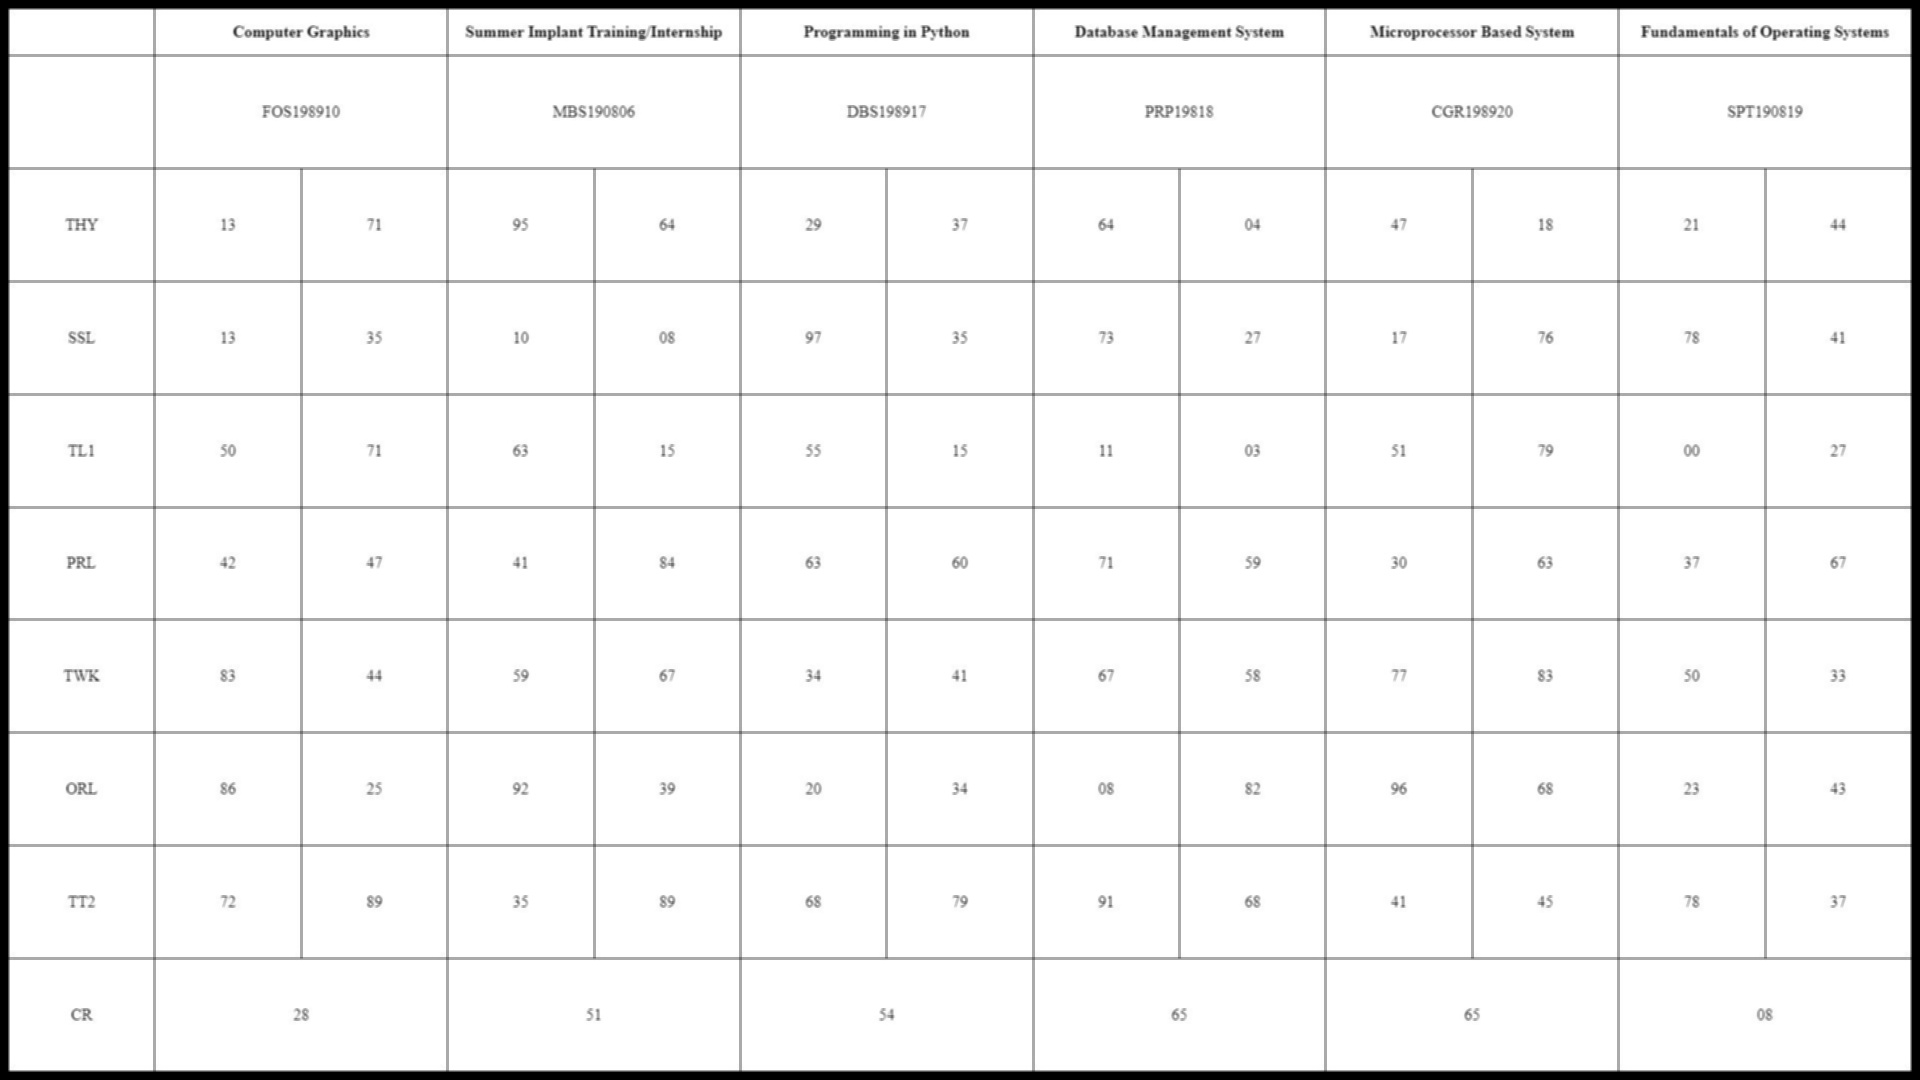 Computer Graphics Summer Implant Training/Internship Programming in Python Database Management System Microprocessor Based System Fundamentals of Operating Systems
FOS198910 MBS190806 DBS198917 PRP19818 CGR198920 SPT190819
THY 13 71 95 64 29 37 64 04 47 18 21 44
SSL 13 35 10 08 97 35 73 27 17 76 78 41
TL1 50 71 63 15 55 15 11 03 51 79 00 27
PRL 42 47 41 84 63 60 71 59 30 63 37 67
TWK 83 44 59 67 34 41 67 58 77 83 50 33
ORL 86 25 92 39 20 34 08 82 96 68 23 43
TT2 72 89 35 89 68 79 91 68 41 45 78 37
CR 28 51 54 65 65 08